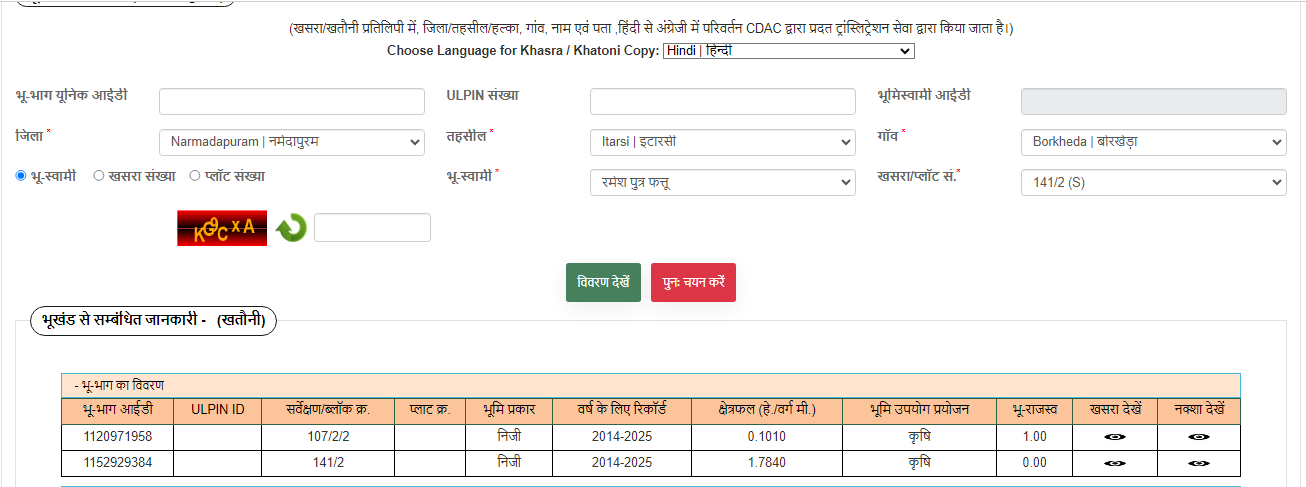 (खसरा/खतौनी प्रतिलिपी में, जिला/तहसील/हल्का, गांव, नाम एवं पता ,हिंदी से अंग्रेजी में परिवर्तन CDAC द्वारा प्रदत ट्रांस्लिट्रेशन सेवा द्वारा किया जाता है।)
Choose Language for Khasra / Khatoni Copy: Hindi | हिन्दी
भू-भाग यूनिक आईडी ULPIN संख्या भूमिस्वामी आईडी
जिला * Narmadapuram | नर्मदापुरम तहसील * Itarsi | इटारसी गाँव * Borkheda | बोरखेड़ा
भू-स्वामी खसरा संख्या प्लॉट संख्या भू-स्वामी * रमेश पुत्र फत्तू खसरा/प्लॉट सं.* 141/2 (S)
KG9CxA
विवरण देखें पुनः चयन करें
भूखंड से सम्बंधित जानकारी - (खतौनी)
- भू-भाग का विवरण
भू-भाग आईडी ULPIN ID सर्वेक्षण/ब्लॉक क्र. प्लाट क्र. भूमि प्रकार वर्ष के लिए रिकॉर्ड क्षेत्रफल (हे./वर्ग मी.) भूमि उपयोग प्रयोजन भू-राजस्व खसरा देखें नक्शा देखें
1120971958 107/2/2 निजी 2014-2025 0.1010 कृषि 1.00
1152929384 141/2 निजी 2014-2025 1.7840 कृषि 0.00